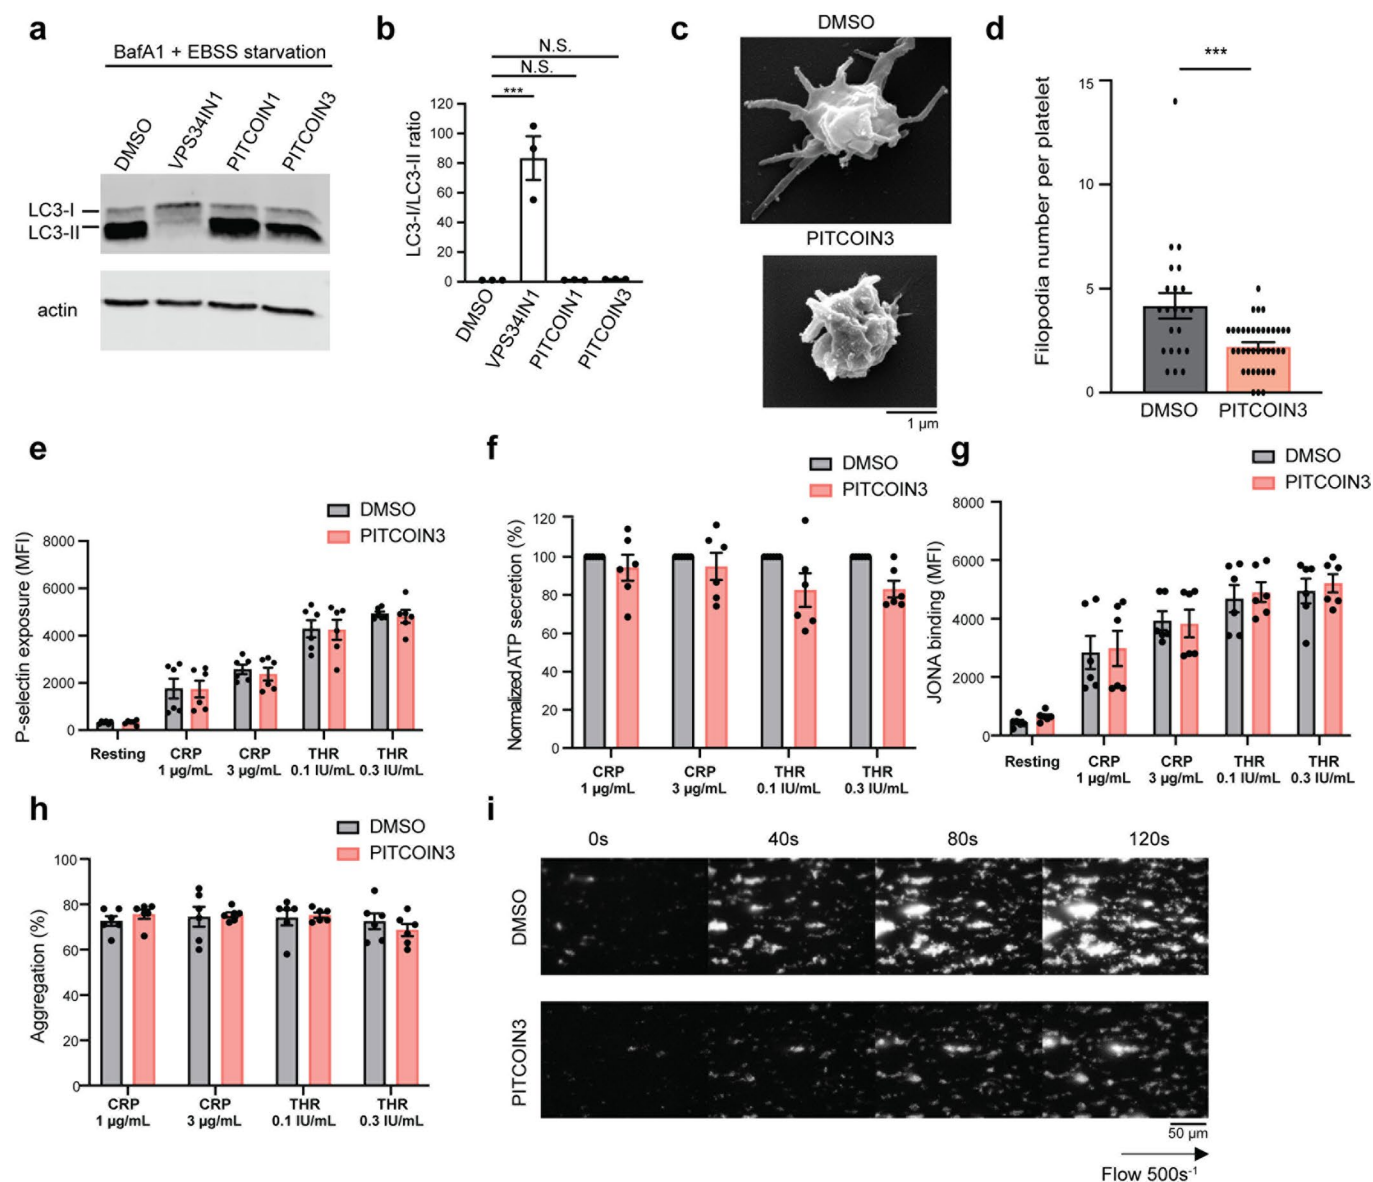 a
BafA1 + EBSS starvation
DMSO
VPS34IN1
PITCOIN1
PITCOIN3
LC3-I
LC3-II
actin
b
N.S.
N.S.
***
LC3-I/LC3-II ratio
120
100
80
60
40
20
0
DMSO
VPS34IN1
PITCOIN1
PITCOIN3
c
DMSO
PITCOIN3
1 µm
d
***
Filopodia number per platelet
15
10
5
0
DMSO
PITCOIN3
e
DMSO
PITCOIN3
P-selectin exposure (MFI)
8000
6000
4000
2000
0
Resting
CRP
1 µg/mL
CRP
3 µg/mL
THR
0.1 IU/mL
THR
0.3 IU/mL
f
DMSO
PITCOIN3
Normalized ATP secretion (%)
120
100
80
60
40
20
0
CRP
1 µg/mL
CRP
3 µg/mL
THR
0.1 IU/mL
THR
0.3 IU/mL
g
DMSO
PITCOIN3
JONA binding (MFI)
8000
6000
4000
2000
0
Resting
CRP
1 µg/mL
CRP
3 µg/mL
THR
0.1 IU/mL
THR
0.3 IU/mL
h
DMSO
PITCOIN3
Aggregation (%)
100
80
60
40
20
0
CRP
1 µg/mL
CRP
3 µg/mL
THR
0.1 IU/mL
THR
0.3 IU/mL
i
0s
40s
80s
120s
DMSO
PITCOIN3
50 µm
Flow 500s⁻¹